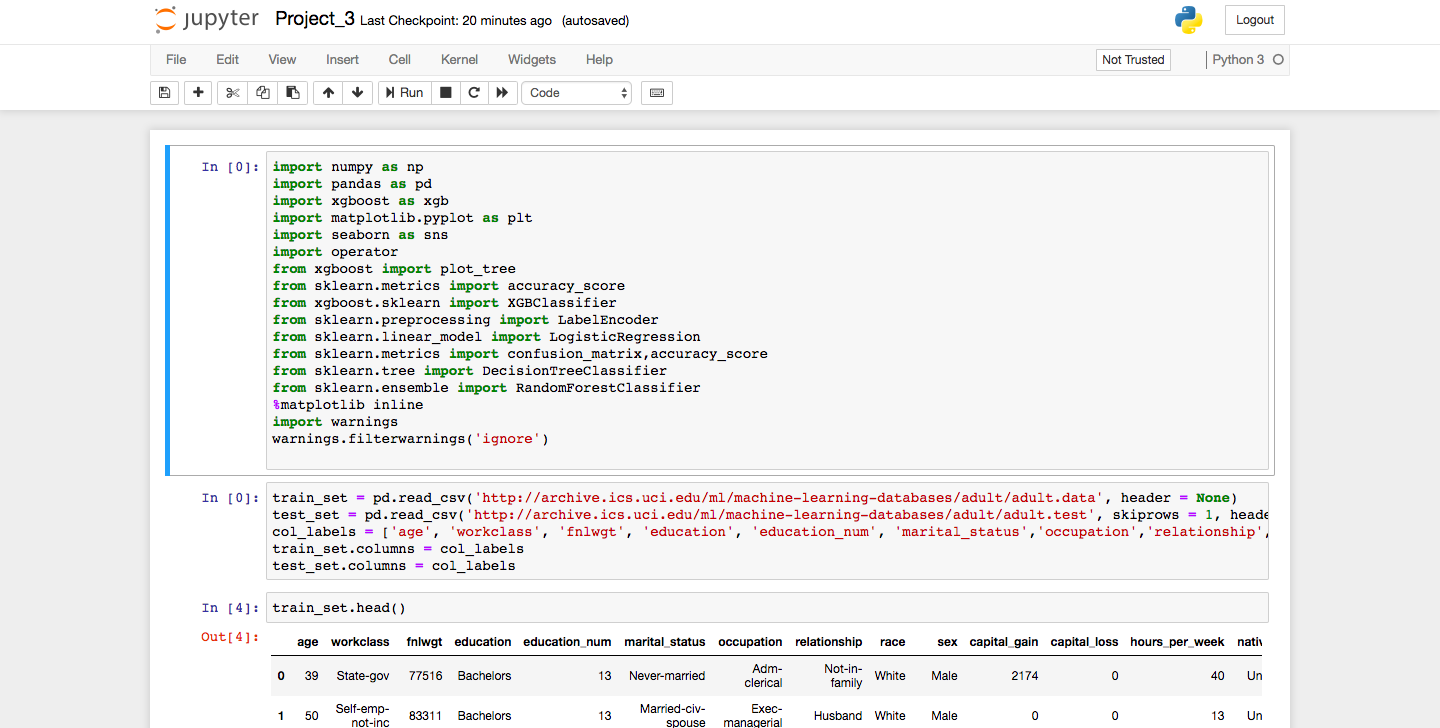 jupyter Project_3 Last Checkpoint: 20 minutes ago (autosaved) Logout
File Edit View Insert Cell Kernel Widgets Help Not Trusted Python 3
Run Code
In [0]: import numpy as np
import pandas as pd
import xgboost as xgb
import matplotlib.pyplot as plt
import seaborn as sns
import operator
from xgboost import plot_tree
from sklearn.metrics import accuracy_score
from xgboost.sklearn import XGBClassifier
from sklearn.preprocessing import LabelEncoder
from sklearn.linear_model import LogisticRegression
from sklearn.metrics import confusion_matrix,accuracy_score
from sklearn.tree import DecisionTreeClassifier
from sklearn.ensemble import RandomForestClassifier
%matplotlib inline
import warnings
warnings.filterwarnings('ignore')
In [0]: train_set = pd.read_csv('http://archive.ics.uci.edu/ml/machine-learning-databases/adult/adult.data', header = None)
test_set = pd.read_csv('http://archive.ics.uci.edu/ml/machine-learning-databases/adult/adult.test', skiprows = 1, heade
col_labels = ['age', 'workclass', 'fnlwgt', 'education', 'education_num', 'marital_status','occupation','relationship',
train_set.columns = col_labels
test_set.columns = col_labels
In [4]: train_set.head()
Out[4]:
age workclass fnlwgt education education_num marital_status occupation relationship race sex capital_gain capital_loss hours_per_week nativ
0 39 State-gov 77516 Bachelors 13 Never-married Adm-clerical Not-in-family White Male 2174 0 40 Un
1 50 Self-emp-not-inc 83311 Bachelors 13 Married-civ-spouse Exec-managerial Husband White Male 0 0 13 Un